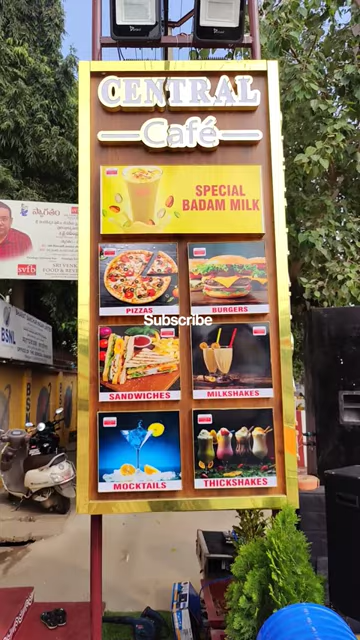 CENTRAL
Café
SPECIAL
BADAM MILK
PIZZAS
BURGERS
Subscribe
SANDWICHES
MILKSHAKES
MOCKTAILS
THICKSHAKES
svfb
BSNL